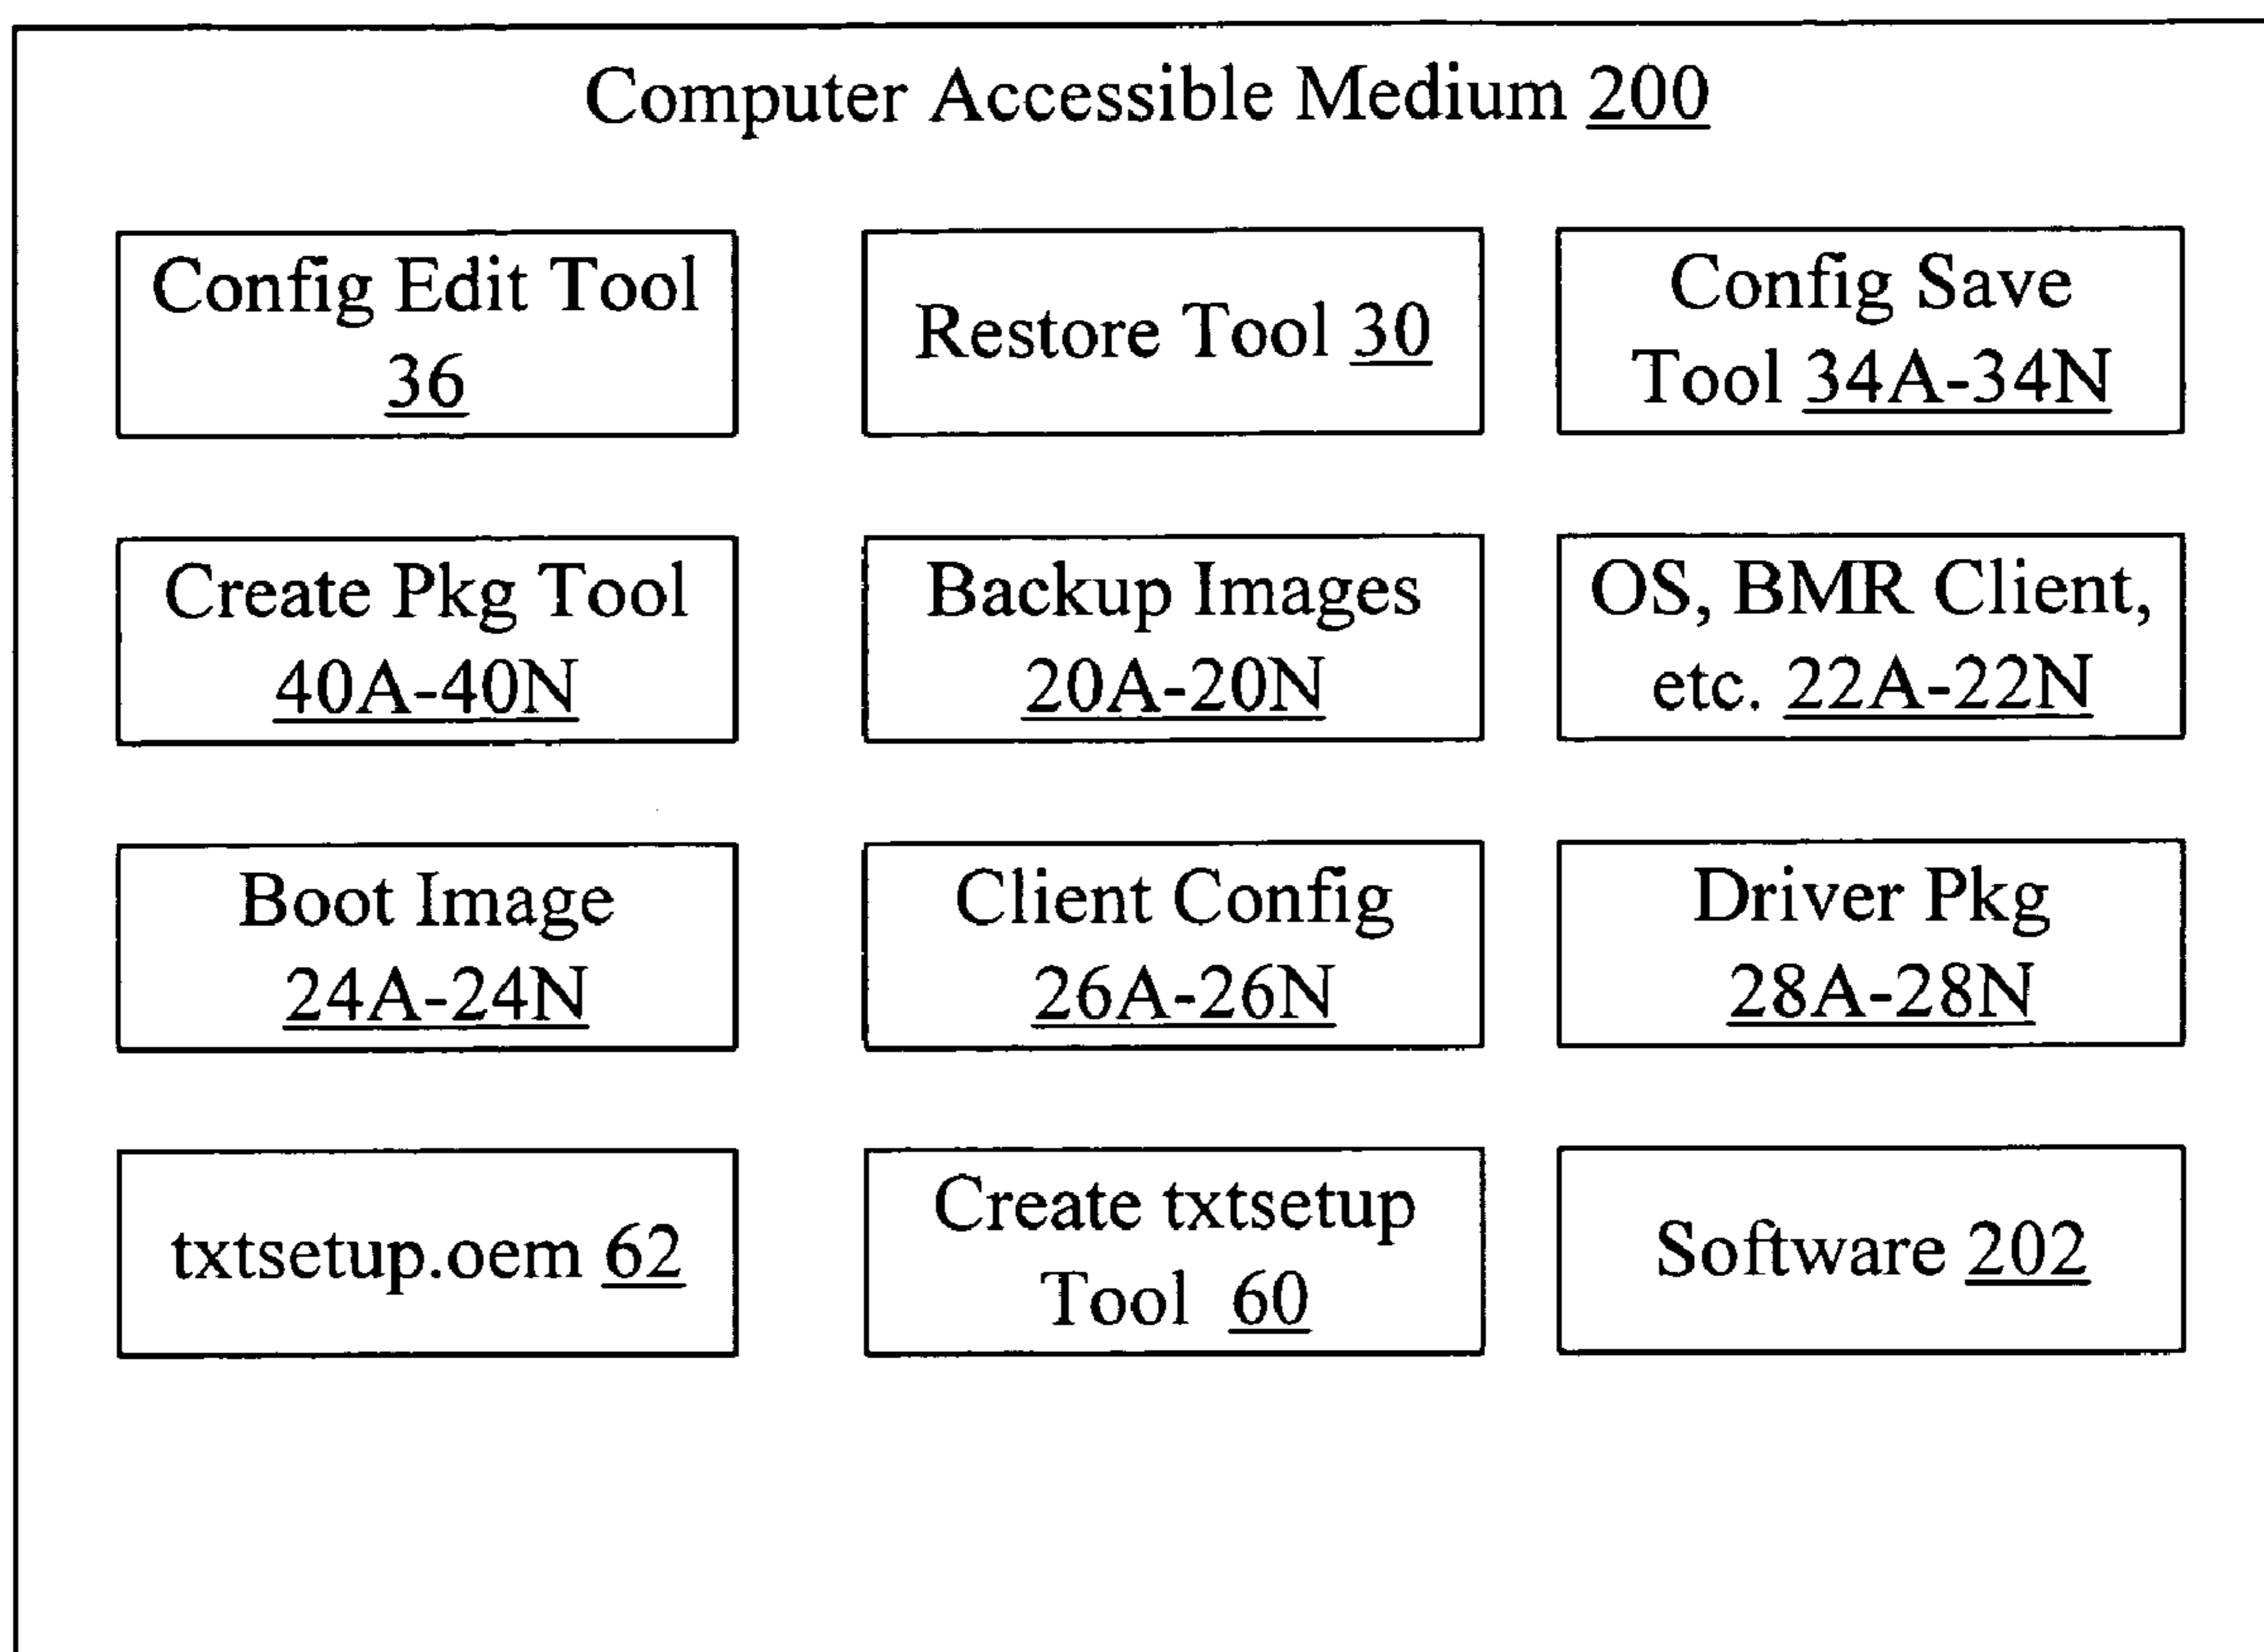 Computer Accessible Medium 200
Config Edit Tool
36
Restore Tool 30
Config Save
Tool 34A-34N
Create Pkg Tool
40A-40N
Backup Images
20A-20N
OS, BMR Client,
etc. 22A-22N
Boot Image
24A-24N
Client Config
26A-26N
Driver Pkg
28A-28N
txtsetup.oem 62
Create txtsetup
Tool 60
Software 202